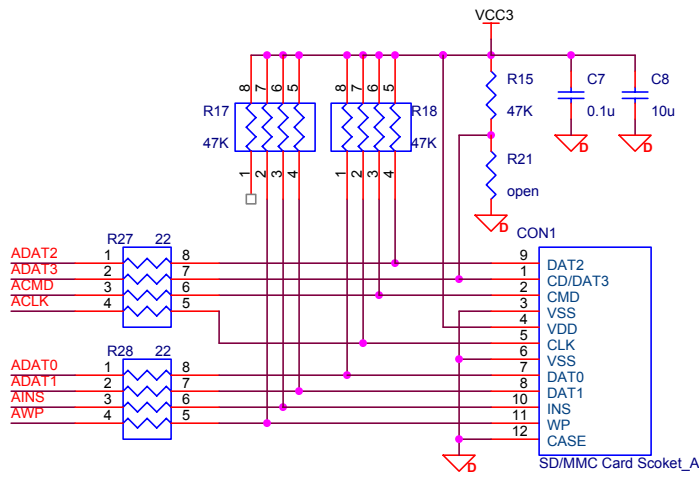 VCC3
8 7 6 5
8 7 6 5
R17
47K
R18
47K
R15
47K
C7
0.1u
C8
10u
D
D
1 2 3 4
1 2 3 4
R21
open
D
CON1
R27 22
ADAT2 1 8
ADAT3 2 7
ACMD 3 6
ACLK 4 5
9 DAT2
1 CD/DAT3
2 CMD
3 VSS
4 VDD
5 CLK
6 VSS
7 DAT0
8 DAT1
10 INS
11 WP
12 CASE
R28 22
ADAT0 1 8
ADAT1 2 7
AINS 3 6
AWP 4 5
D
SD/MMC Card Scoket_A